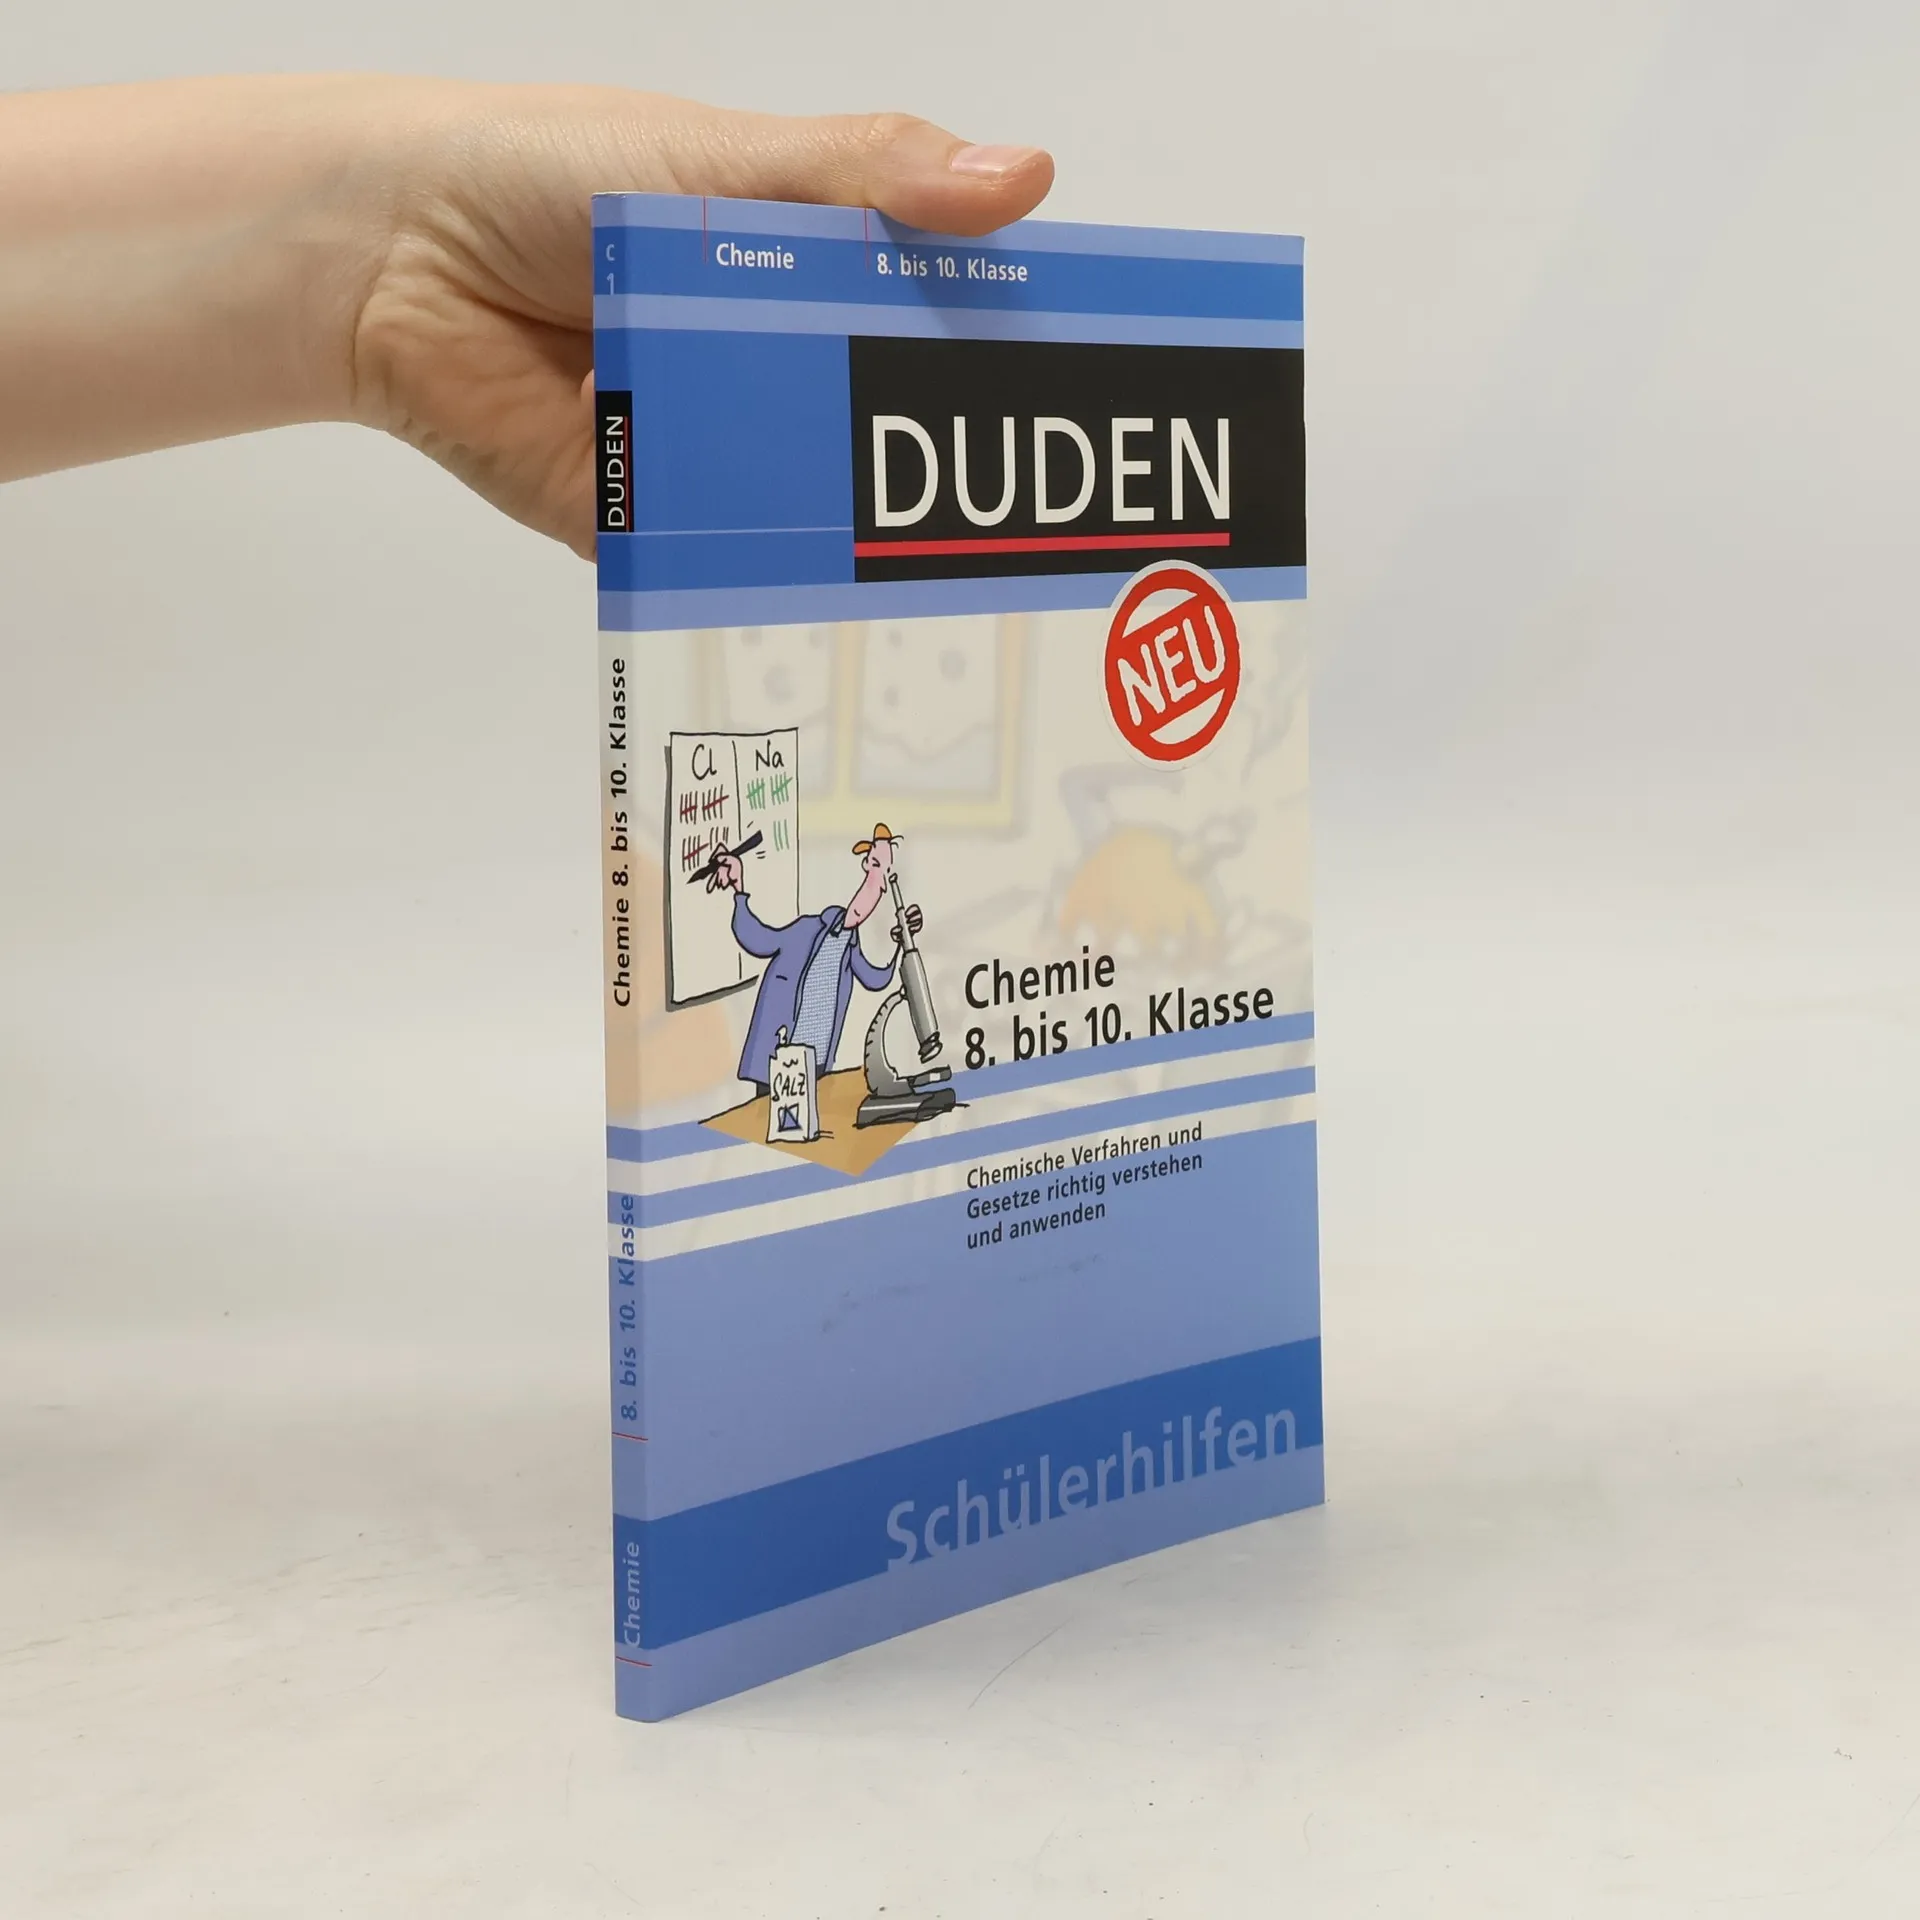 C
1
DUDEN
Chemie 8. bis 10. Klasse
8. bis 10. Klasse
Chemie
Chemie
8. bis 10. Klasse
DUDEN
NEU
Cl
Na
SALZ
Chemie
8. bis 10. Klasse
Chemische Verfahren und
Gesetze richtig verstehen
und anwenden
Schülerhilfen